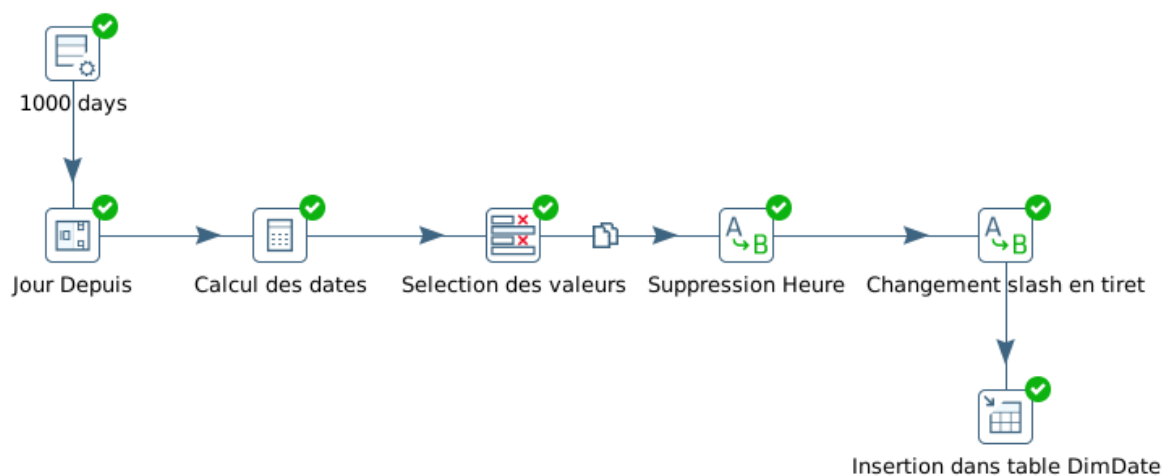 1000 days
Jour Depuis
Calcul des dates
Selection des valeurs
Suppression Heure
Changement slash en tiret
A
B
A
B
Insertion dans table DimDate